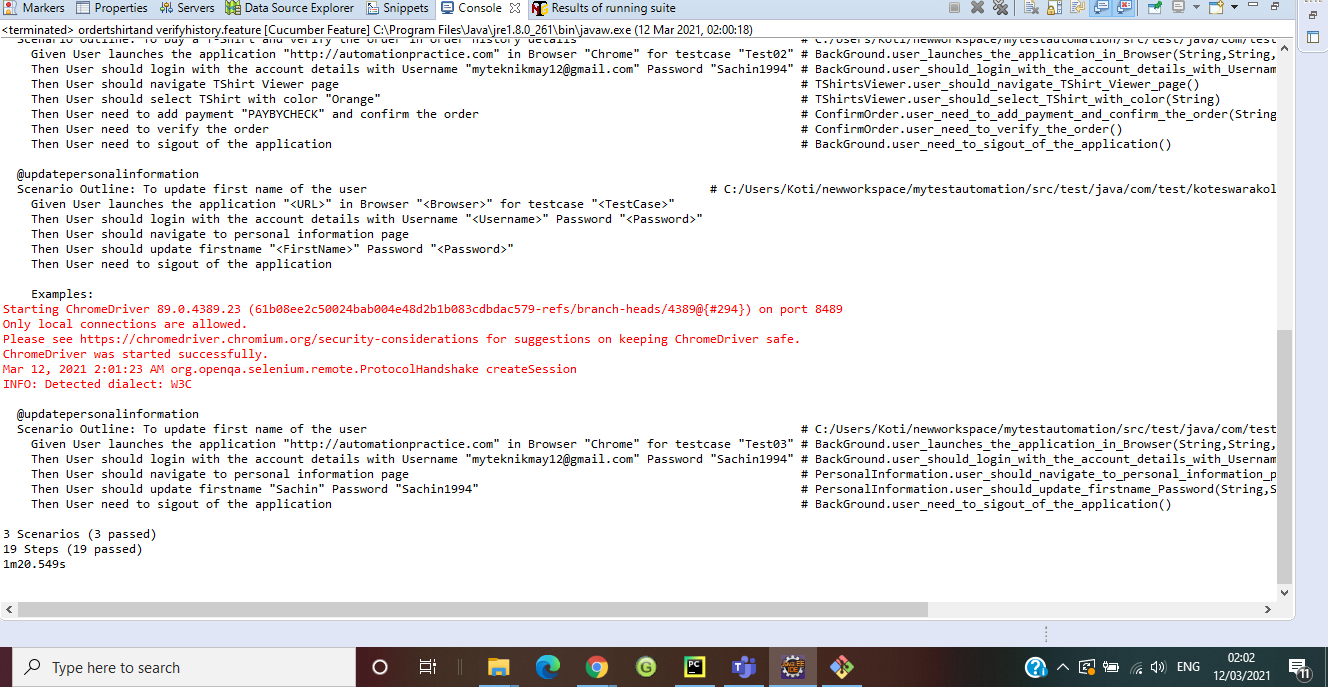 Markers Properties Servers Data Source Explorer Snippets Console Results of running suite
<terminated> ordertshirtand verifyhistory.feature [Cucumber Feature] C:\Program Files\Java\jre1.8.0_261\bin\javaw.exe (12 Mar 2021, 02:00:18)
Scenario Outline: To buy a T-Shirt and verify the order in order history details # C:/Users/Koti/newworkspace/mytestautomation/src/test/java/com/test
Given User launches the application "http://automationpractice.com" in Browser "Chrome" for testcase "Test02" # BackGround.user_launches_the_application_in_Browser(String,String,
Then User should login with the account details with Username "myteknikmay12@gmail.com" Password "Sachin1994" # BackGround.user_should_login_with_the_account_details_with_Usernam
Then User should navigate TShirt Viewer page # TShirtsViewer.user_should_navigate_TShirt_Viewer_page()
Then User should select TShirt with color "Orange" # TShirtsViewer.user_should_select_TShirt_with_color(String)
Then User need to add payment "PAYBYCHECK" and confirm the order # ConfirmOrder.user_need_to_add_payment_and_confirm_the_order(String
Then User need to verify the order # ConfirmOrder.user_need_to_verify_the_order()
Then User need to sigout of the application # BackGround.user_need_to_sigout_of_the_application()
@updatepersonalinformation
Scenario Outline: To update first name of the user # C:/Users/Koti/newworkspace/mytestautomation/src/test/java/com/test/koteswarakol
Given User launches the application "<URL>" in Browser "<Browser>" for testcase "<TestCase>"
Then User should login with the account details with Username "<Username>" Password "<Password>"
Then User should navigate to personal information page
Then User should update firstname "<FirstName>" Password "<Password>"
Then User need to sigout of the application
Examples:
Starting ChromeDriver 89.0.4389.23 (61b08ee2c50024bab004e48d2b1b083cdbdac579-refs/branch-heads/4389@{#294}) on port 8489
Only local connections are allowed.
Please see https://chromedriver.chromium.org/security-considerations for suggestions on keeping ChromeDriver safe.
ChromeDriver was started successfully.
Mar 12, 2021 2:01:23 AM org.openqa.selenium.remote.ProtocolHandshake createSession
INFO: Detected dialect: W3C
@updatepersonalinformation
Scenario Outline: To update first name of the user # C:/Users/Koti/newworkspace/mytestautomation/src/test/java/com/test
Given User launches the application "http://automationpractice.com" in Browser "Chrome" for testcase "Test03" # BackGround.user_launches_the_application_in_Browser(String,String,
Then User should login with the account details with Username "myteknikmay12@gmail.com" Password "Sachin1994" # BackGround.user_should_login_with_the_account_details_with_Usernam
Then User should navigate to personal information page # PersonalInformation.user_should_navigate_to_personal_information_p
Then User should update firstname "Sachin" Password "Sachin1994" # PersonalInformation.user_should_update_firstname_Password(String,S
Then User need to sigout of the application # BackGround.user_need_to_sigout_of_the_application()
3 Scenarios (3 passed)
19 Steps (19 passed)
1m20.549s
Type here to search
PC
ENG
02:02
12/03/2021
11